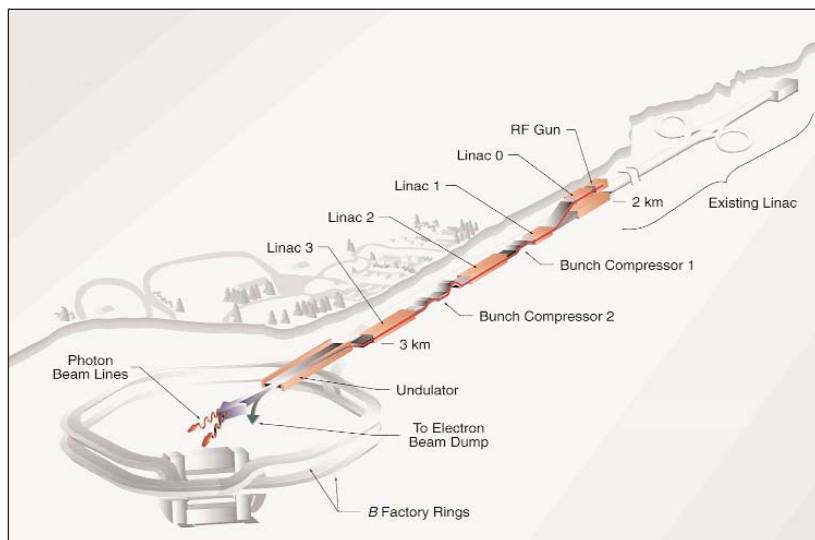 RF Gun
Linac 0
Linac 1
2 km
Existing Linac
Linac 2
Linac 3
Bunch Compressor 1
Bunch Compressor 2
3 km
Photon
Beam Lines
Undulator
To Electron
Beam Dump
B Factory Rings